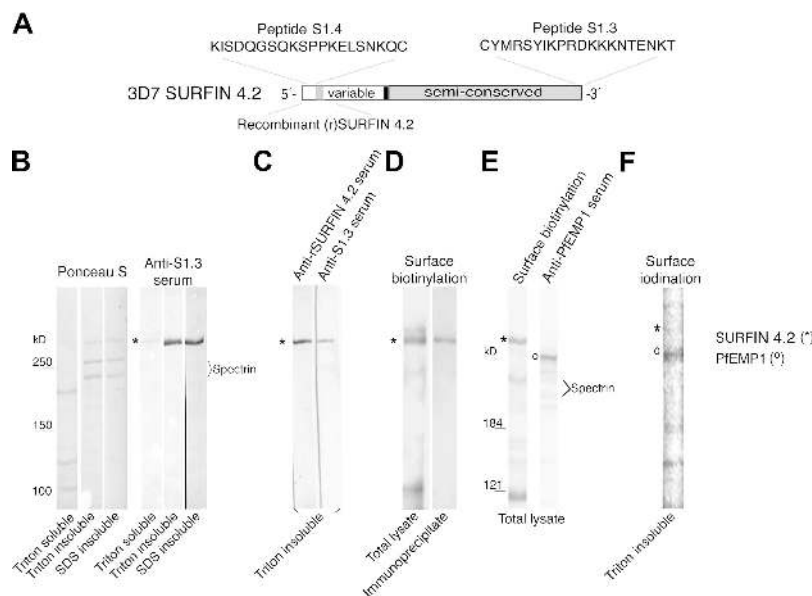 A
Peptide S1.4
KISDQGSQKSPPKELSNKQC
Peptide S1.3
CYMRSYIKPRDKKKNTENKT
3D7 SURFIN 4.2
5´-
variable
semi-conserved
-3´
Recombinant (r)SURFIN 4.2
B
Ponceau S
Anti-S1.3
serum
kD
250
150
100
*
Spectrin
Triton soluble
Triton insoluble
SDS insoluble
Triton soluble
Triton insoluble
SDS insoluble
C
Anti-rSURFIN 4.2 serum
Anti-S1.3 serum
*
Triton insoluble
D
Surface
biotinylation
*
Total lysate
Immunoprecipitate
E
Surface biotinylation
Anti-PfEMP1 serum
*
kD
o
184
121
Spectrin
Total lysate
F
Surface
iodination
*
o
SURFIN 4.2 (*)
PfEMP1 (º)
Triton insoluble